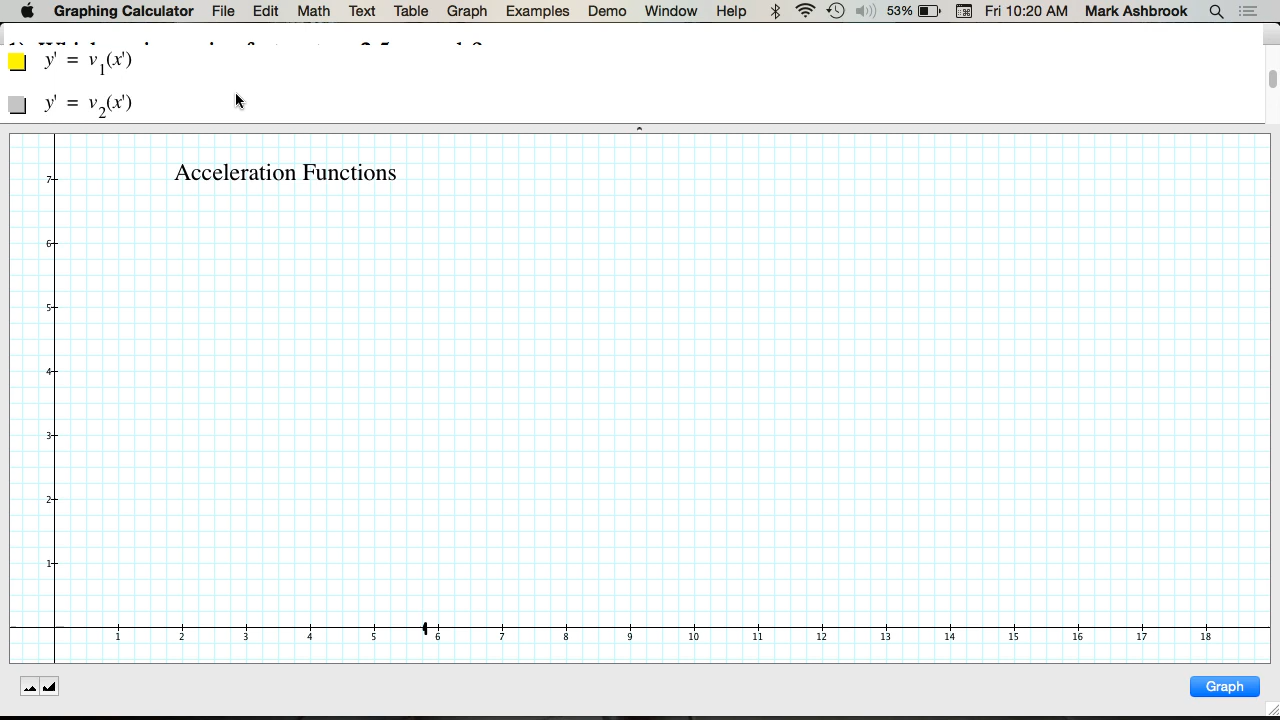 Graphing Calculator File Edit Math Text Table Graph Examples Demo Window Help 53% Fri 10:20 AM Mark Ashbrook
y' = v1(x')
y' = v2(x')
Acceleration Functions
7
6
5
4
3
2
1
1 2 3 4 5 6 7 8 9 10 11 12 13 14 15 16 17 18
Graph